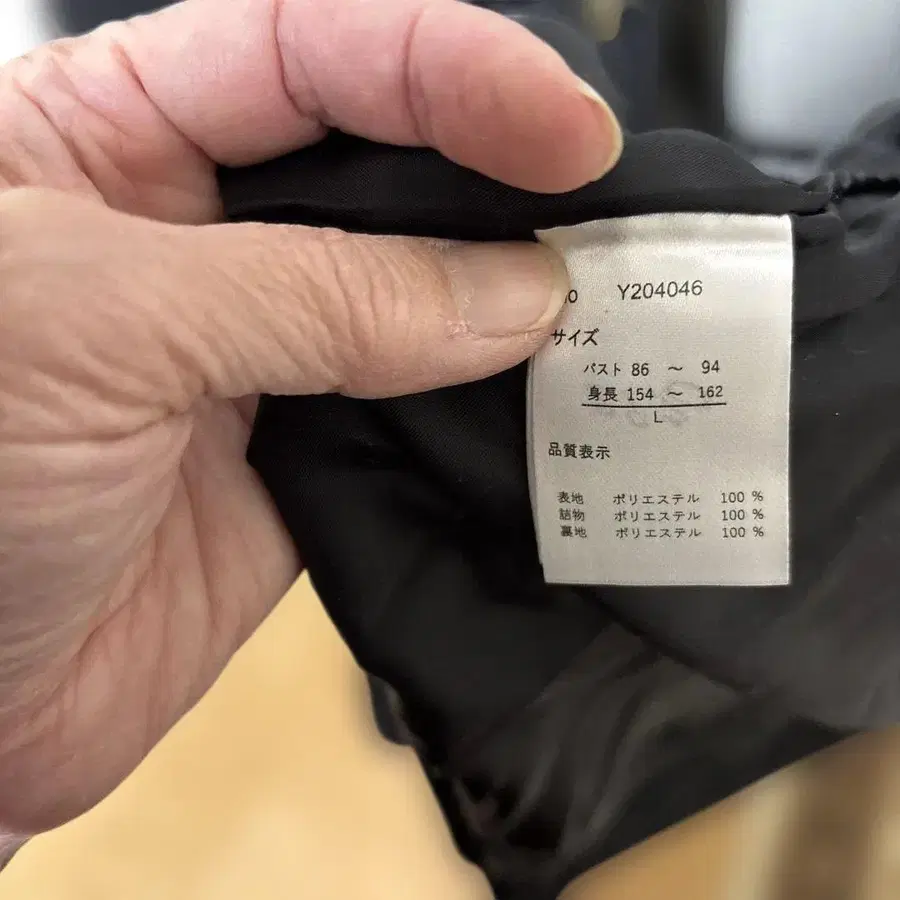 Y204046
サイズ
バスト 86 ～ 94
身長 154 ～ 162
L
品質表示
表地 ポリエステル 100 %
詰物 ポリエステル 100 %
裏地 ポリエステル 100 %